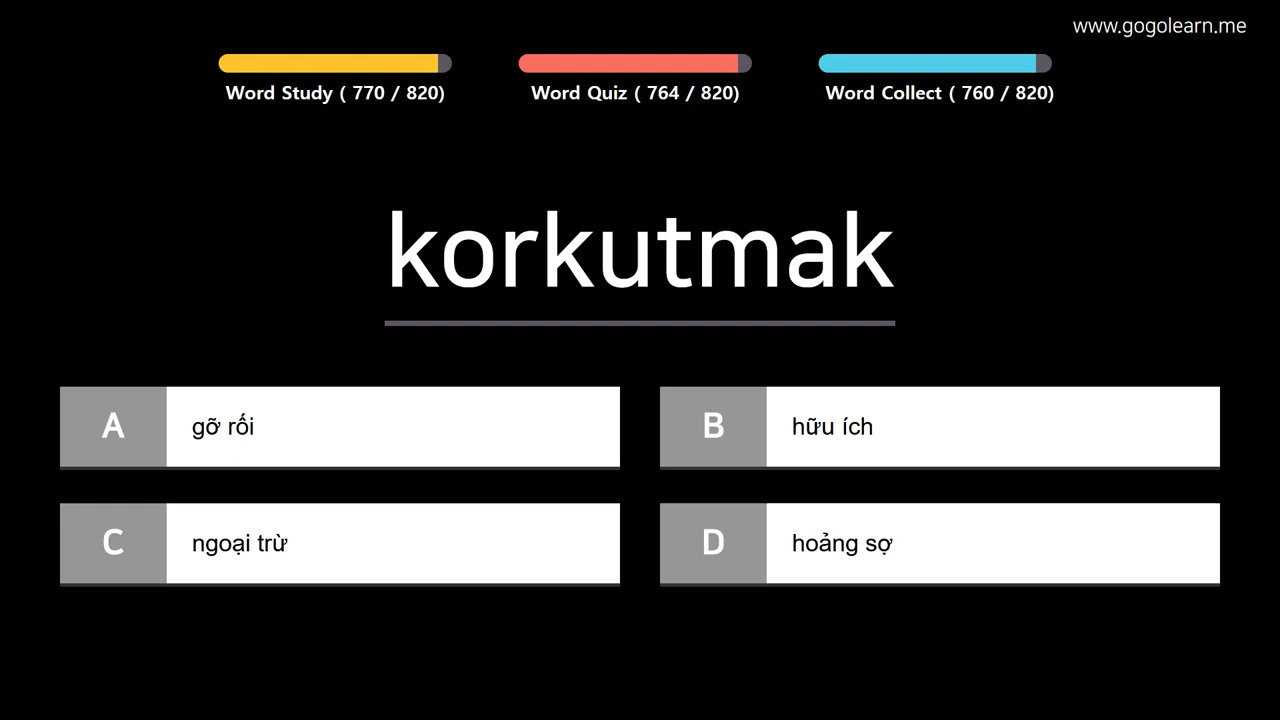 www.gogolearn.me
Word Study ( 770 / 820)
Word Quiz ( 764 / 820)
Word Collect ( 760 / 820)
korkutmak
A
gỡ rối
B
hữu ích
C
ngoại trừ
D
hoảng sợ